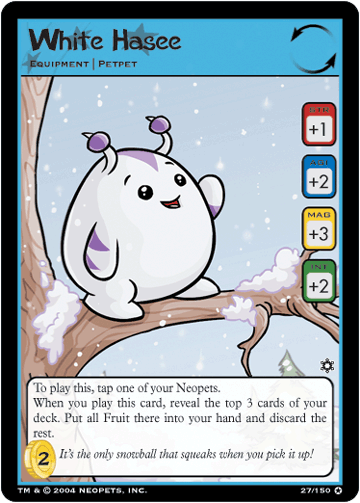 White Hasee
EQUIPMENT | PETPET
STR
+1
AGI
+2
MAG
+3
INT
+2
To play this, tap one of your Neopets.
When you play this card, reveal the top 3 cards of your
deck. Put all Fruit there into your hand and discard the
rest.
2
It's the only snowball that squeaks when you pick it up!
TM & © 2004 NEOPETS, INC.
27/150